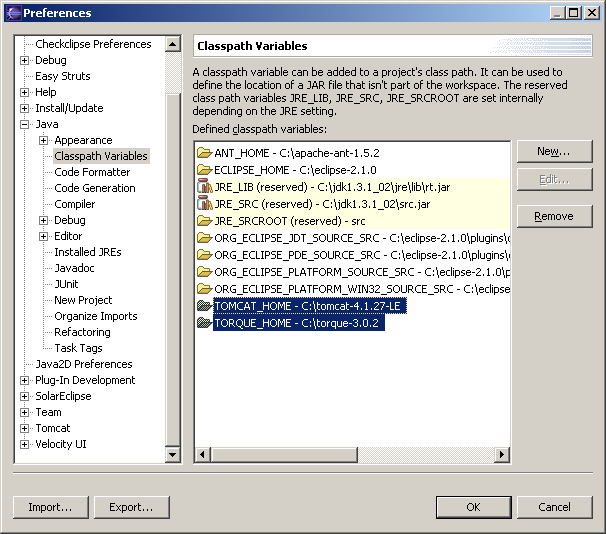 Preferences
Checkclipse Preferences
Debug
Easy Struts
Help
Install/Update
Java
Appearance
Classpath Variables
Code Formatter
Code Generation
Compiler
Debug
Editor
Installed JREs
Javadoc
JUnit
New Project
Organize Imports
Refactoring
Task Tags
Java2D Preferences
Plug-In Development
SolarEclipse
Team
Tomcat
Velocity UI
Classpath Variables
A classpath variable can be added to a project's class path. It can be used to
define the location of a JAR file that isn't part of the workspace. The reserved
class path variables JRE_LIB, JRE_SRC, JRE_SRCROOT are set internally
depending on the JRE setting.
Defined classpath variables:
ANT_HOME - C:\apache-ant-1.5.2
ECLIPSE_HOME - C:\eclipse-2.1.0
JRE_LIB (reserved) - C:\jdk1.3.1_02\jre\lib\rt.jar
JRE_SRC (reserved) - C:\jdk1.3.1_02\src.jar
JRE_SRCROOT (reserved) - src
ORG_ECLIPSE_JDT_SOURCE_SRC - C:\eclipse-2.1.0\plugins\
ORG_ECLIPSE_PDE_SOURCE_SRC - C:\eclipse-2.1.0\plugins\
ORG_ECLIPSE_PLATFORM_SOURCE_SRC - C:\eclipse-2.1.0\p
ORG_ECLIPSE_PLATFORM_WIN32_SOURCE_SRC - C:\eclipse
TOMCAT_HOME - C:\tomcat-4.1.27-LE
TORQUE_HOME - C:\torque-3.0.2
New...
Edit...
Remove
Import...
Export...
OK
Cancel